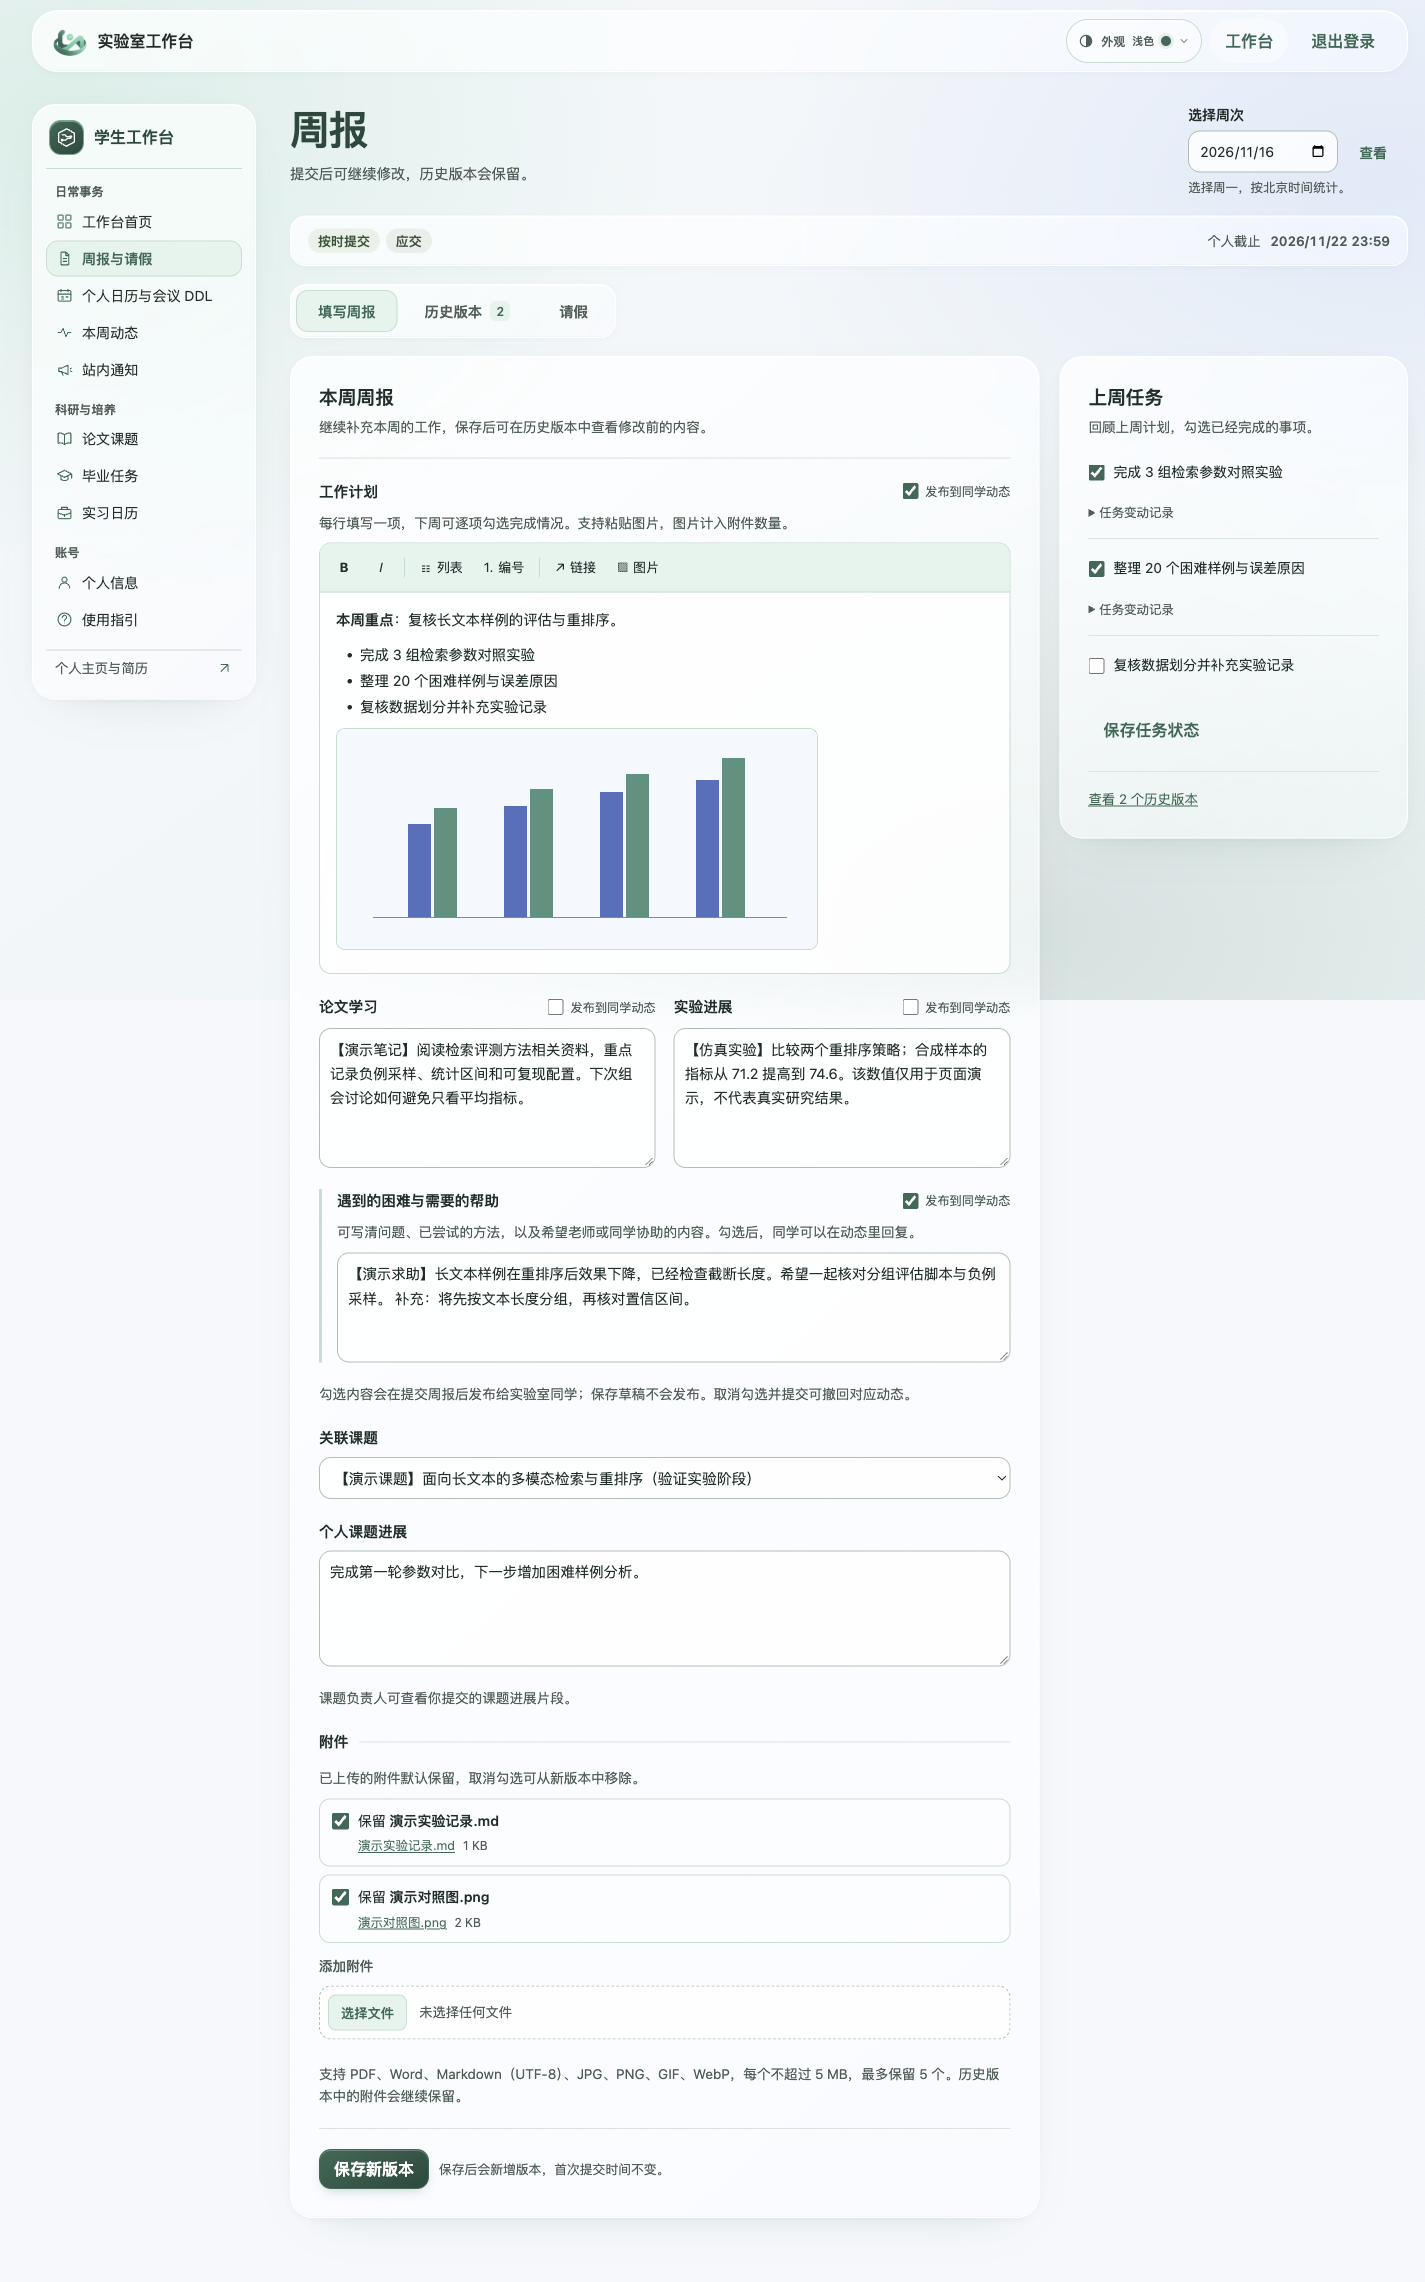 实验室工作台
外观 浅色
工作台
退出登录
学生工作台
日常事务
工作台首页
周报与请假
个人日历与会议 DDL
本周动态
站内通知
科研与培养
论文课题
毕业任务
实习日历
账号
个人信息
使用指引
个人主页与简历
周报
提交后可继续修改，历史版本会保留。
选择周次
2026/11/16
查看
选择周一，按北京时间统计。
按时提交 应交
个人截止 2026/11/22 23:59
填写周报
历史版本 2
请假
本周周报
继续补充本周的工作，保存后可在历史版本中查看修改前的内容。
工作计划
发布到同学动态
每行填写一项，下周可逐项勾选完成情况。支持粘贴图片，图片计入附件数量。
B I 列表 1. 编号 链接 图片
本周重点：复核长文本样例的评估与重排序。
• 完成 3 组检索参数对照实验
• 整理 20 个困难样例与误差原因
• 复核数据划分并补充实验记录
论文学习
发布到同学动态
【演示笔记】阅读检索评测方法相关资料，重点
记录负例采样、统计区间和可复现配置。下次组
会讨论如何避免只看平均指标。
实验进展
发布到同学动态
【仿真实验】比较两个重排序策略；合成样本的
指标从 71.2 提高到 74.6。该数值仅用于页面演
示，不代表真实研究结果。
遇到的困难与需要的帮助
发布到同学动态
可写清问题、已尝试的方法，以及希望老师或同学协助的内容。勾选后，同学可以在动态里回复。
【演示求助】长文本样例在重排序后效果下降，已经检查截断长度。希望一起核对分组评估脚本与负例
采样。 补充：将先按文本长度分组，再核对置信区间。
勾选内容会在提交周报后发布给实验室同学；保存草稿不会发布。取消勾选并提交可撤回对应动态。
关联课题
【演示课题】面向长文本的多模态检索与重排序（验证实验阶段）
个人课题进展
完成第一轮参数对比，下一步增加困难样例分析。
课题负责人可查看你提交的课题进展片段。
附件
已上传的附件默认保留，取消勾选可从新版本中移除。
保留 演示实验记录.md
演示实验记录.md 1 KB
保留 演示对照图.png
演示对照图.png 2 KB
添加附件
选择文件 未选择任何文件
支持 PDF、Word、Markdown（UTF-8）、JPG、PNG、GIF、WebP，每个不超过 5 MB，最多保留 5 个。历史版
本中的附件会继续保留。
保存新版本 保存后会新增版本，首次提交时间不变。
上周任务
回顾上周计划，勾选已经完成的事项。
完成 3 组检索参数对照实验
任务变动记录
整理 20 个困难样例与误差原因
任务变动记录
复核数据划分并补充实验记录
保存任务状态
查看 2 个历史版本